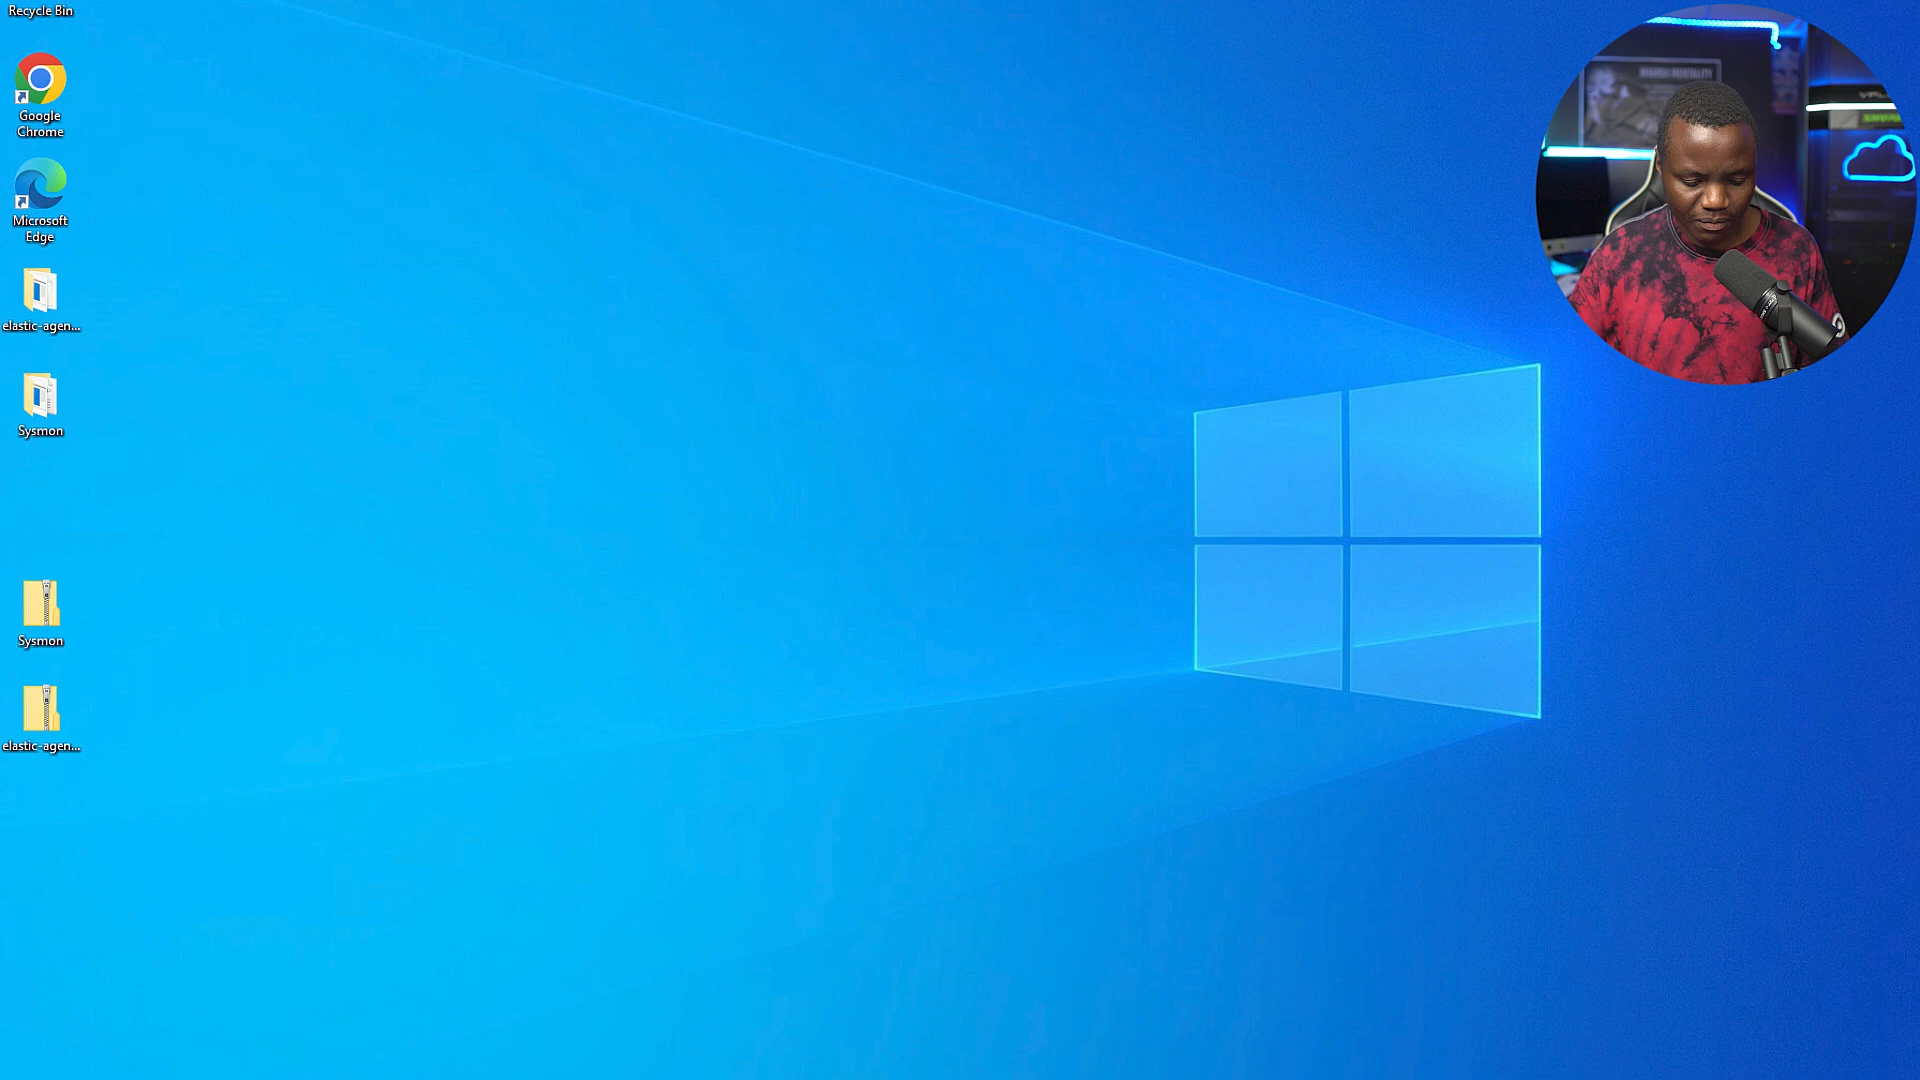 Recycle Bin
Google
Chrome
Microsoft
Edge
elastic-agen...
Sysmon
Sysmon
elastic-agen...